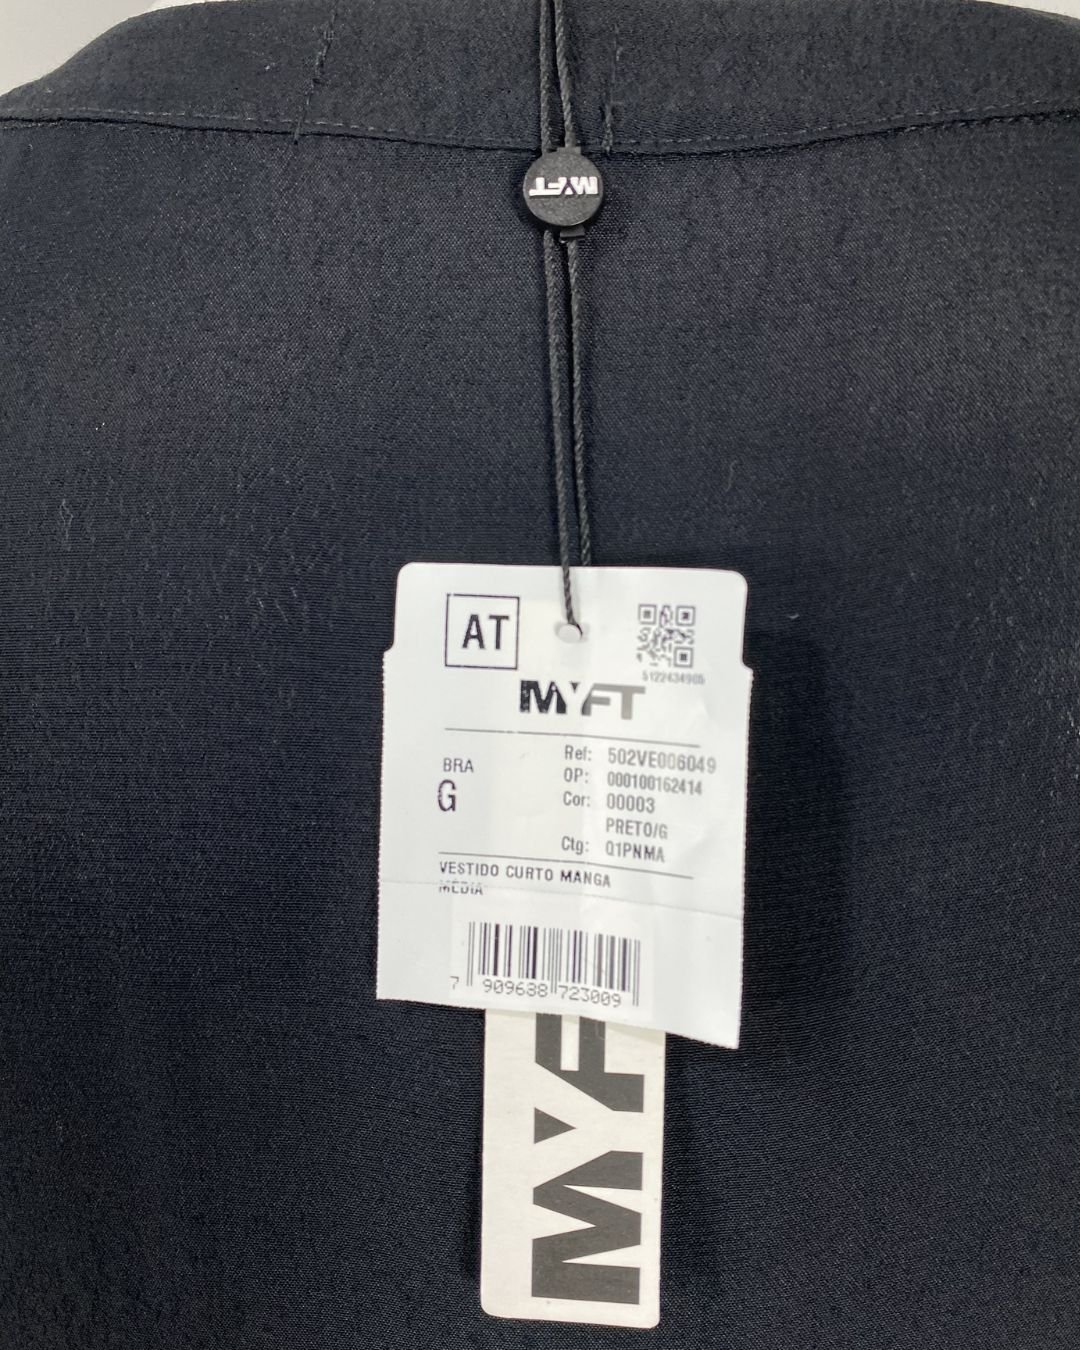 MYFT
AT
5122434905
MYFT
BRA
G
Ref: 502VE006049
OP: 000100162414
Cor: 00003
PRETO/G
Ctg: Q1PNMA
VESTIDO CURTO MANGA
MEDIA
7 909688 723009
MYF